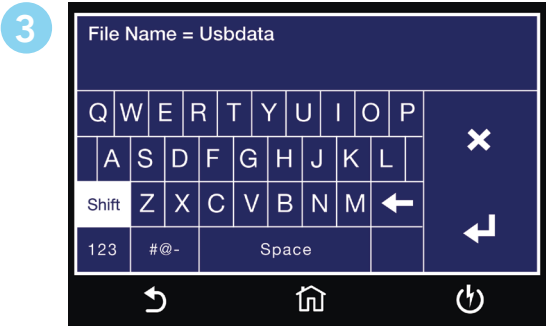 3
File Name = Usbdata
Q W E R T Y U I O P
A S D F G H J K L
Shift Z X C V B N M
123 #@- Space